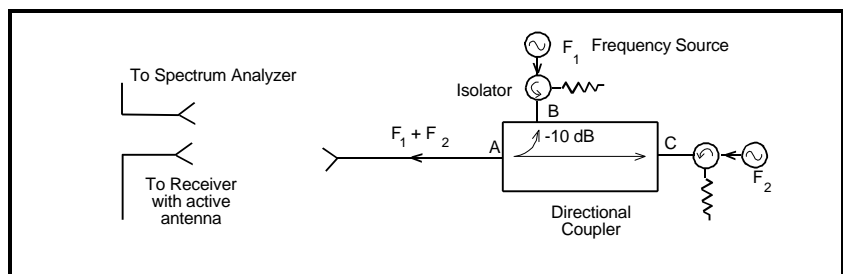 To Spectrum Analyzer
To Receiver
with active
antenna
F1 + F2
F1 Frequency Source
Isolator
B
A
-10 dB
C
F2
Directional
Coupler